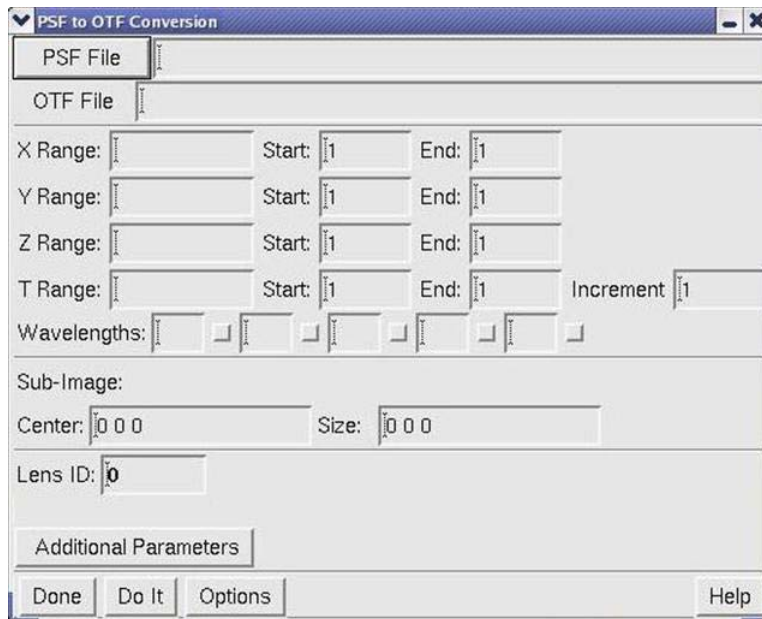 PSF to OTF Conversion
PSF File
OTF File
X Range: Start: 1 End: 1
Y Range: Start: 1 End: 1
Z Range: Start: 1 End: 1
T Range: Start: 1 End: 1 Increment 1
Wavelengths:
Sub-Image:
Center: 0 0 0 Size: 0 0 0
Lens ID: 0
Additional Parameters
Done Do It Options Help